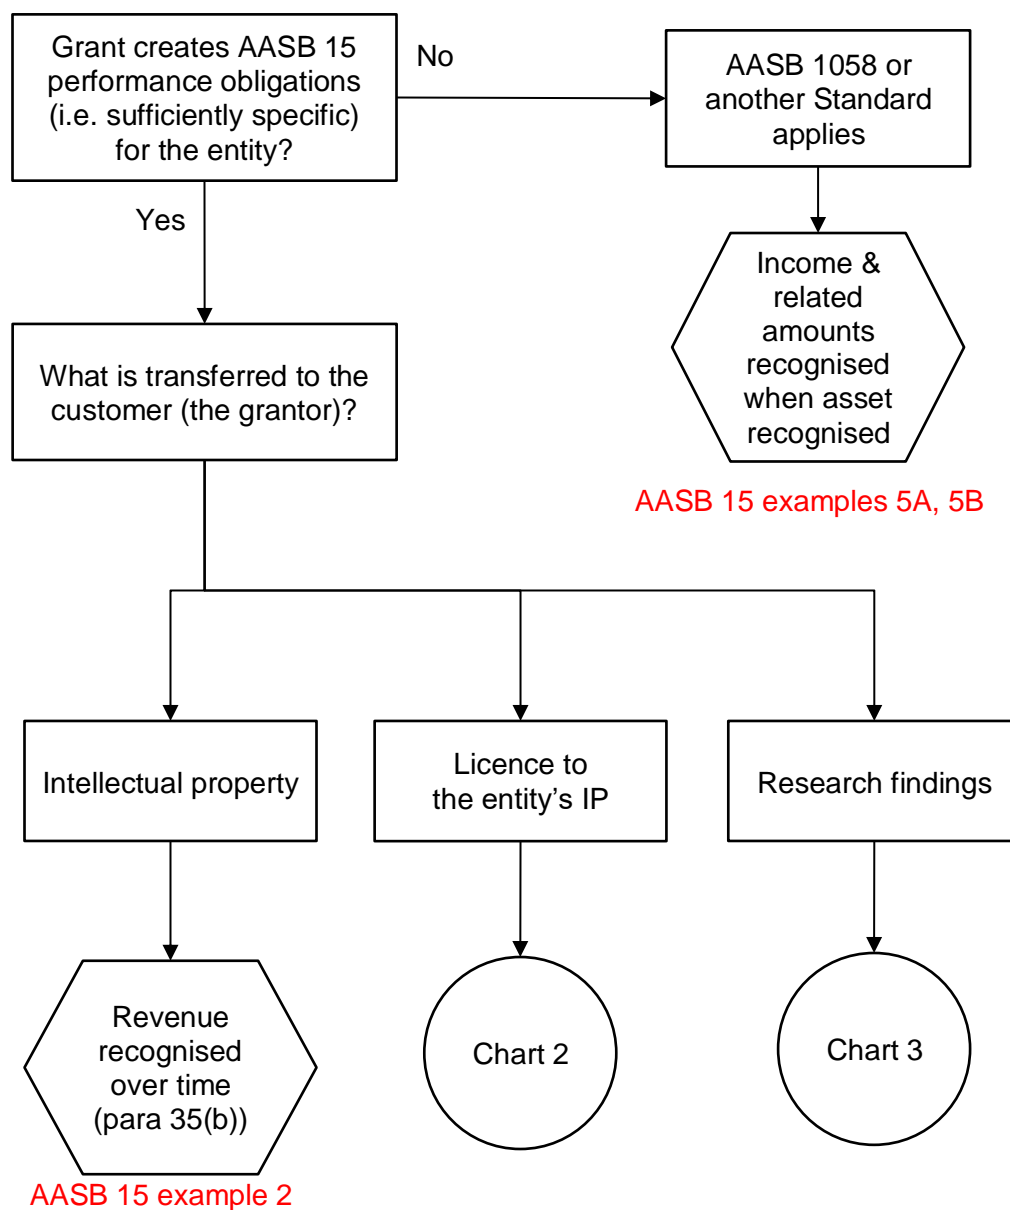 Grant creates AASB 15
performance obligations
(i.e. sufficiently specific)
for the entity?
No
AASB 1058 or
another Standard
applies
Yes
Income &
related
amounts
recognised
when asset
recognised
What is transferred to the
customer (the grantor)?
AASB 15 examples 5A, 5B
Intellectual property
Licence to
the entity’s IP
Research findings
Revenue
recognised
over time
(para 35(b))
Chart 2
Chart 3
AASB 15 example 2